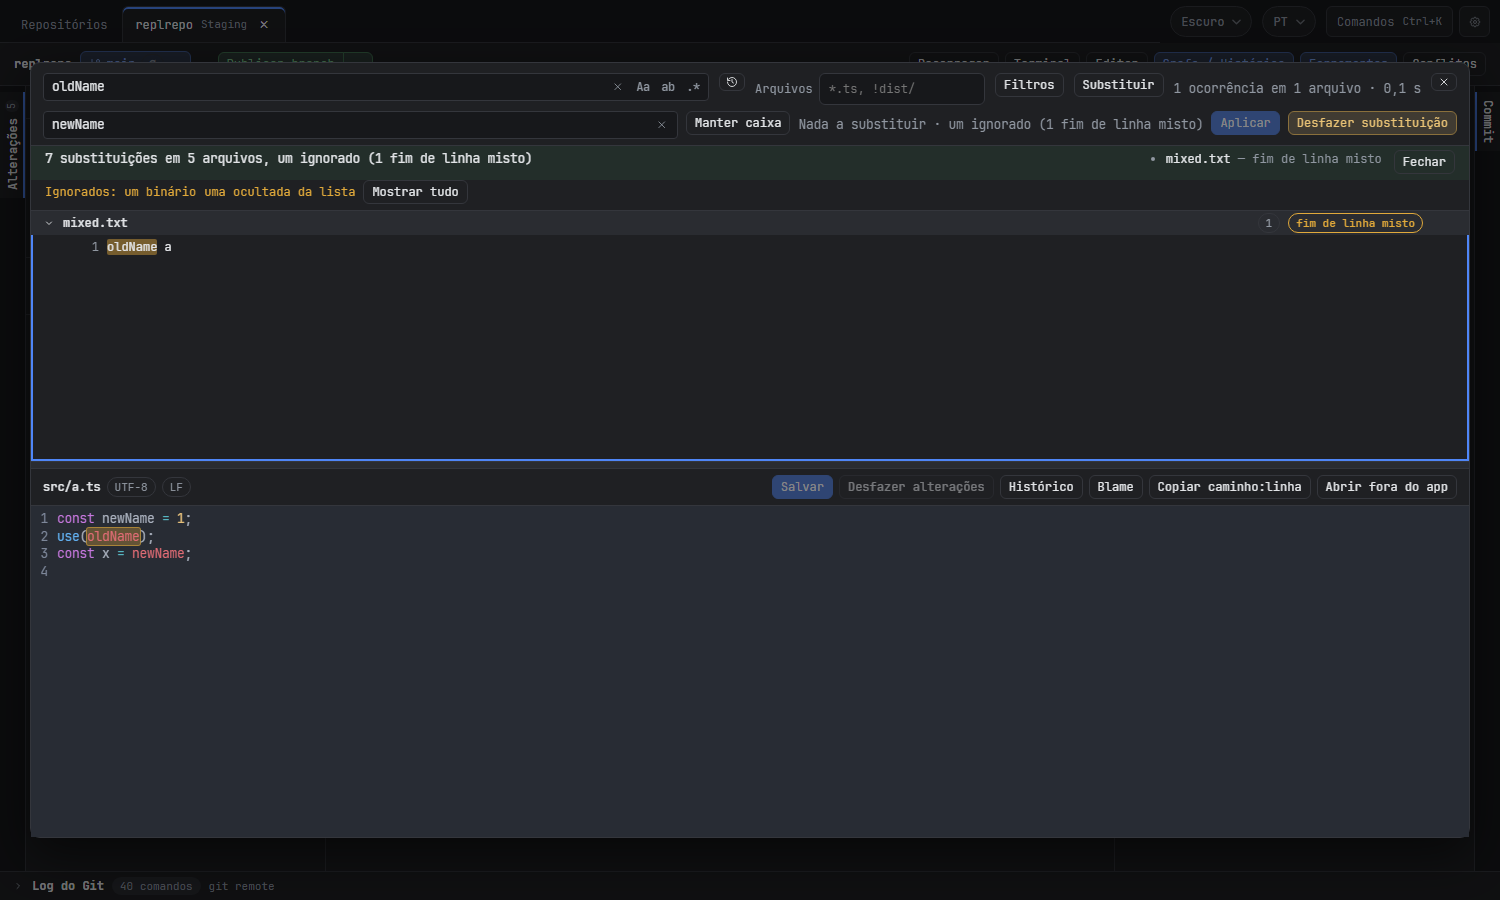 Repositórios replrepo Staging × Escuro PT Comandos Ctrl+K
oldName × Aa ab .* Arquivos *.ts, !dist/ Filtros Substituir 1 ocorrência em 1 arquivo · 0,1 s ×
newName × Manter caixa Nada a substituir · um ignorado (1 fim de linha misto) Aplicar Desfazer substituição
7 substituições em 5 arquivos, um ignorado (1 fim de linha misto) • mixed.txt — fim de linha misto Fechar
Ignorados: um binário uma ocultada da lista Mostrar tudo
mixed.txt 1 fim de linha misto
1 oldName a
src/a.ts UTF-8 LF Salvar Desfazer alterações Histórico Blame Copiar caminho:linha Abrir fora do app
1 const newName = 1;
2 use(oldName);
3 const x = newName;
4
Alterações 5
Commit
Log do Git 40 comandos git remote